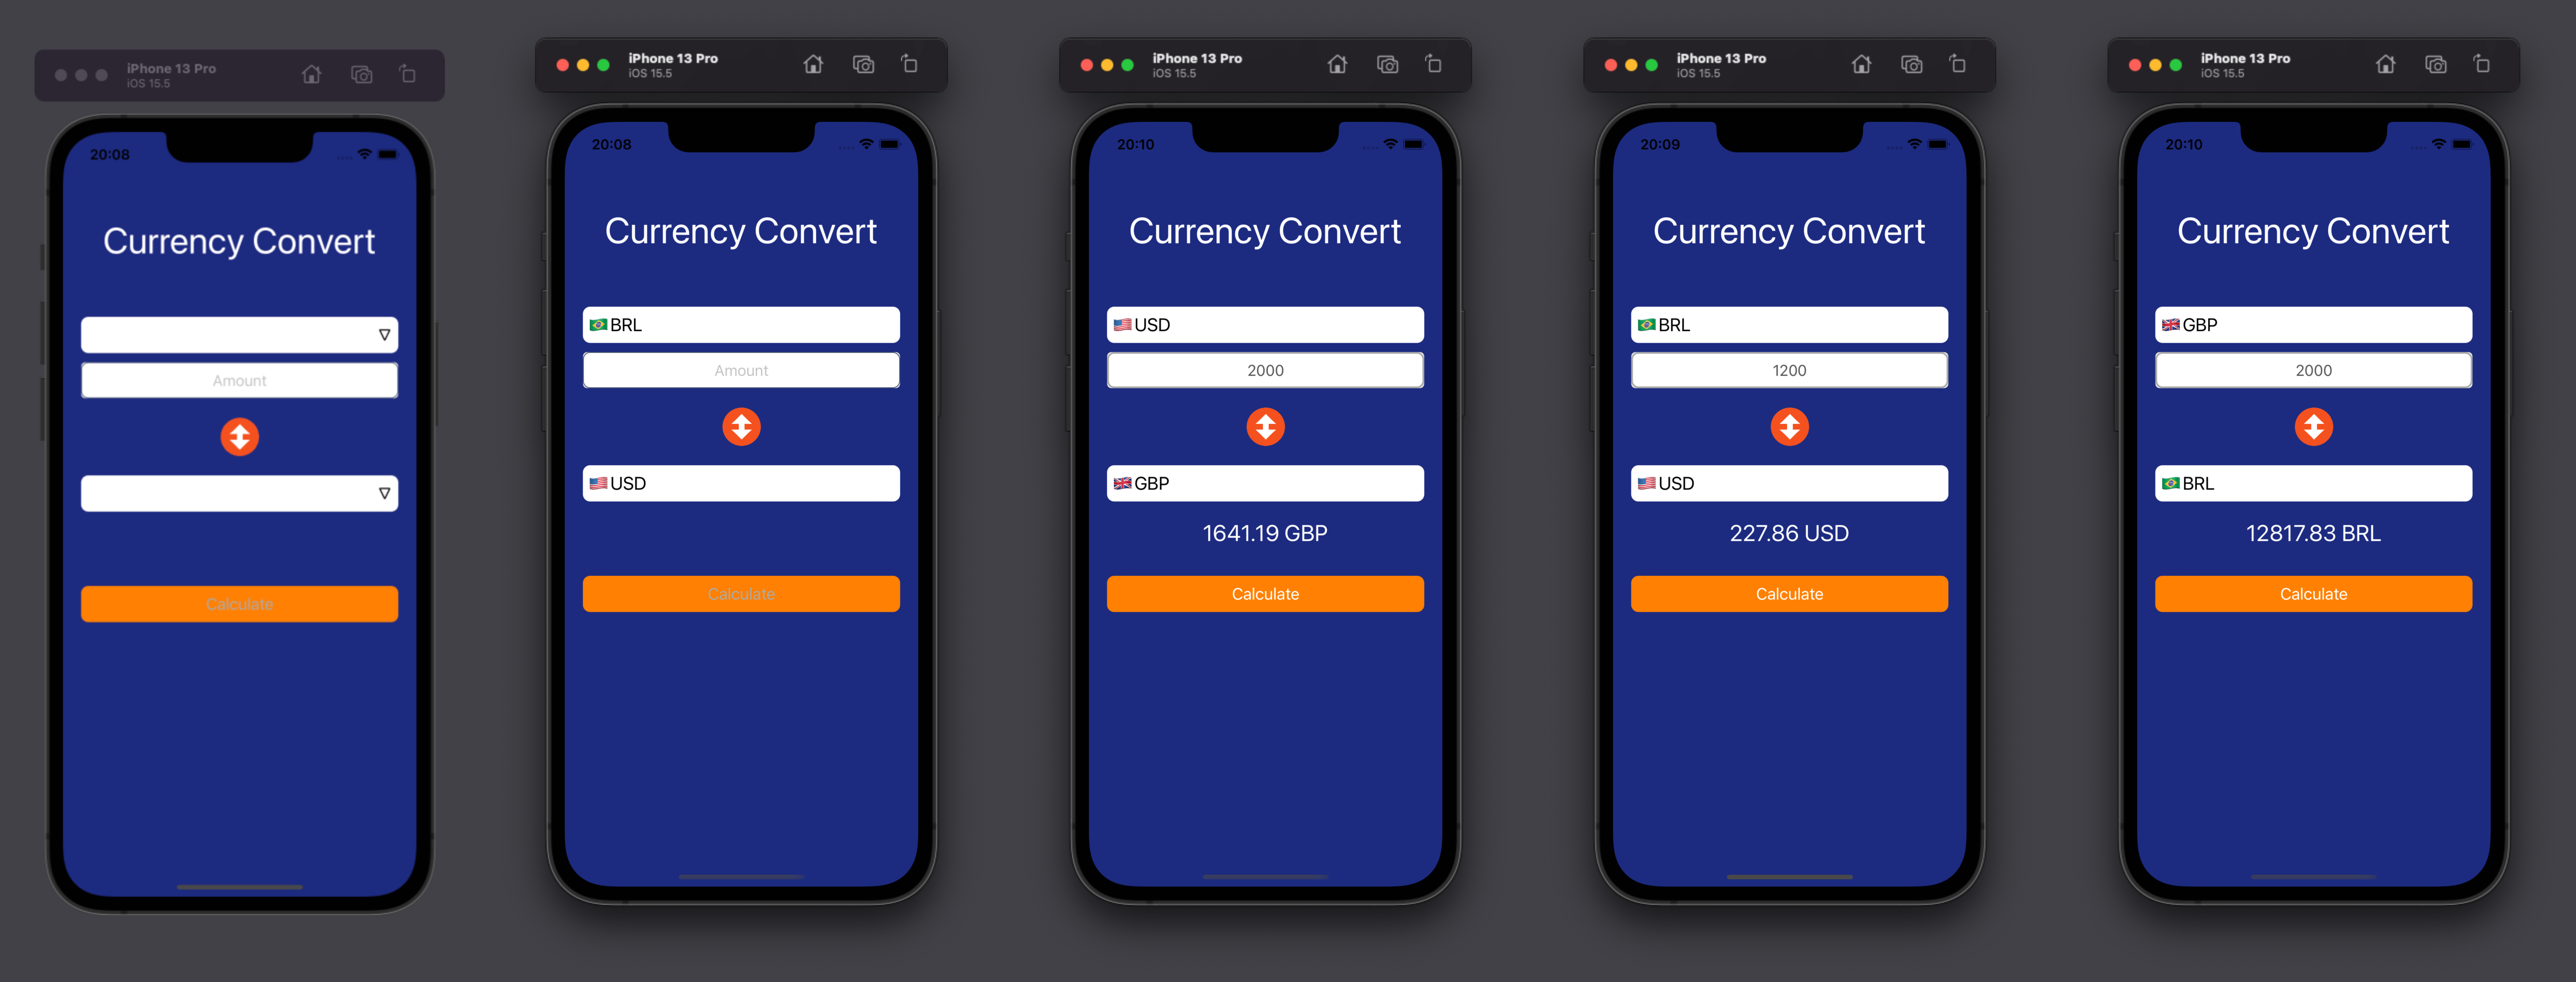 iPhone 13 Pro
iOS 15.5
20:08
Currency Convert
Amount
Calculate
iPhone 13 Pro
iOS 15.5
20:08
Currency Convert
BRL
Amount
USD
Calculate
iPhone 13 Pro
iOS 15.5
20:10
Currency Convert
USD
2000
GBP
1641.19 GBP
Calculate
iPhone 13 Pro
iOS 15.5
20:09
Currency Convert
BRL
1200
USD
227.86 USD
Calculate
iPhone 13 Pro
iOS 15.5
20:10
Currency Convert
GBP
2000
BRL
12817.83 BRL
Calculate